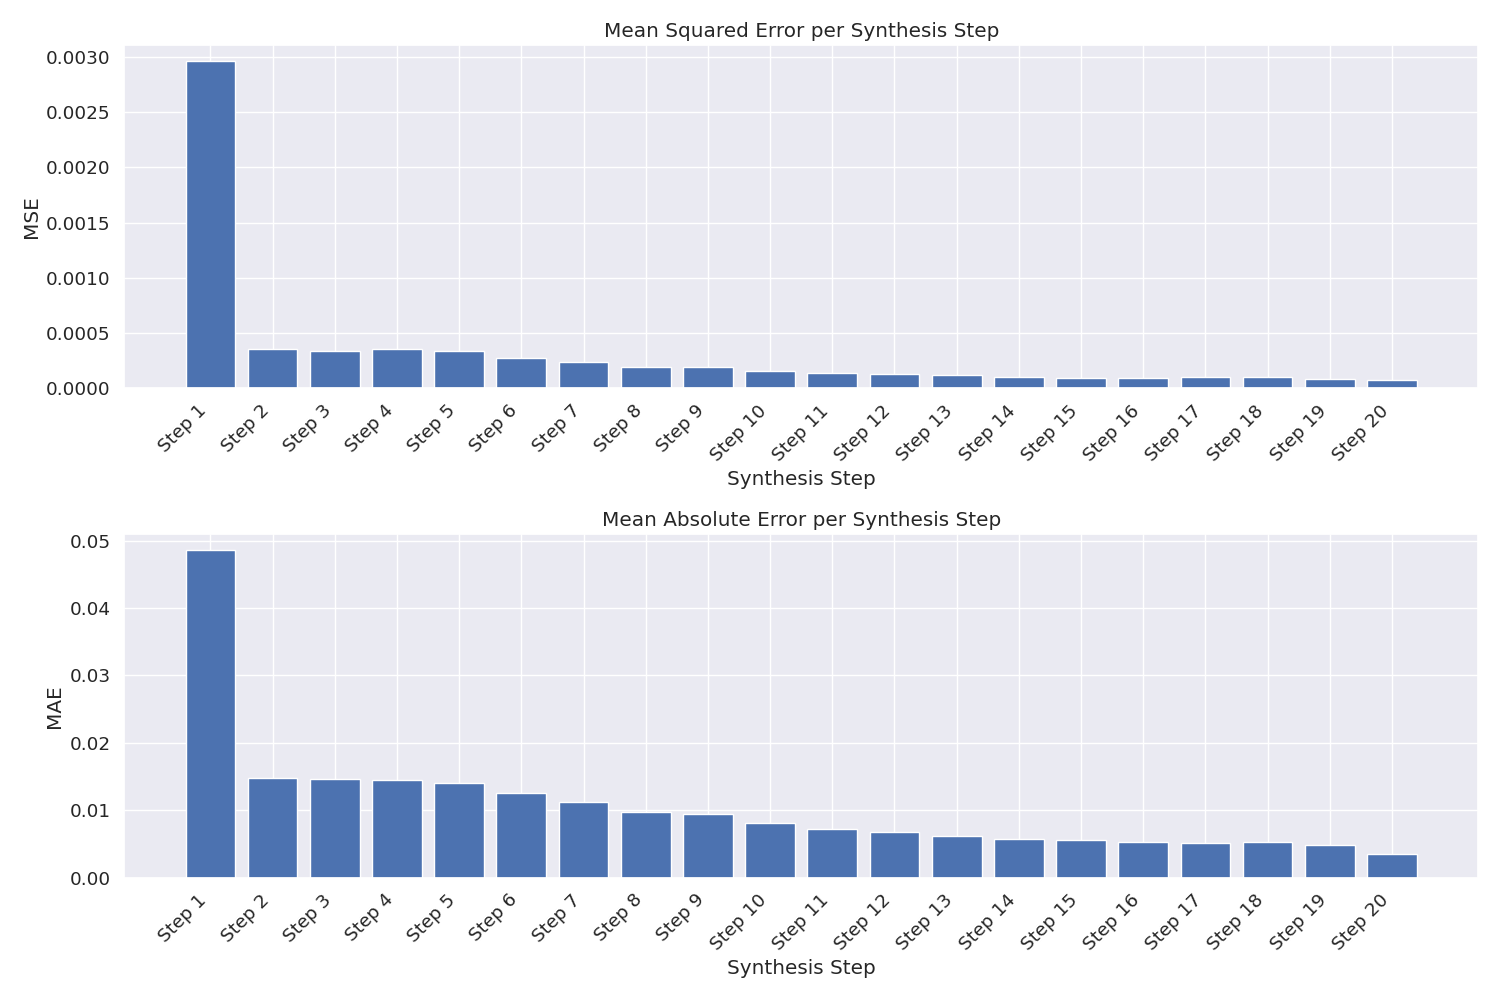 Mean Squared Error per Synthesis Step
0.0030
0.0025
0.0020
0.0015
0.0010
0.0005
0.0000
MSE
Step 1 Step 2 Step 3 Step 4 Step 5 Step 6 Step 7 Step 8 Step 9 Step 10 Step 11 Step 12 Step 13 Step 14 Step 15 Step 16 Step 17 Step 18 Step 19 Step 20
Synthesis Step
Mean Absolute Error per Synthesis Step
0.05
0.04
0.03
0.02
0.01
0.00
MAE
Step 1 Step 2 Step 3 Step 4 Step 5 Step 6 Step 7 Step 8 Step 9 Step 10 Step 11 Step 12 Step 13 Step 14 Step 15 Step 16 Step 17 Step 18 Step 19 Step 20
Synthesis Step